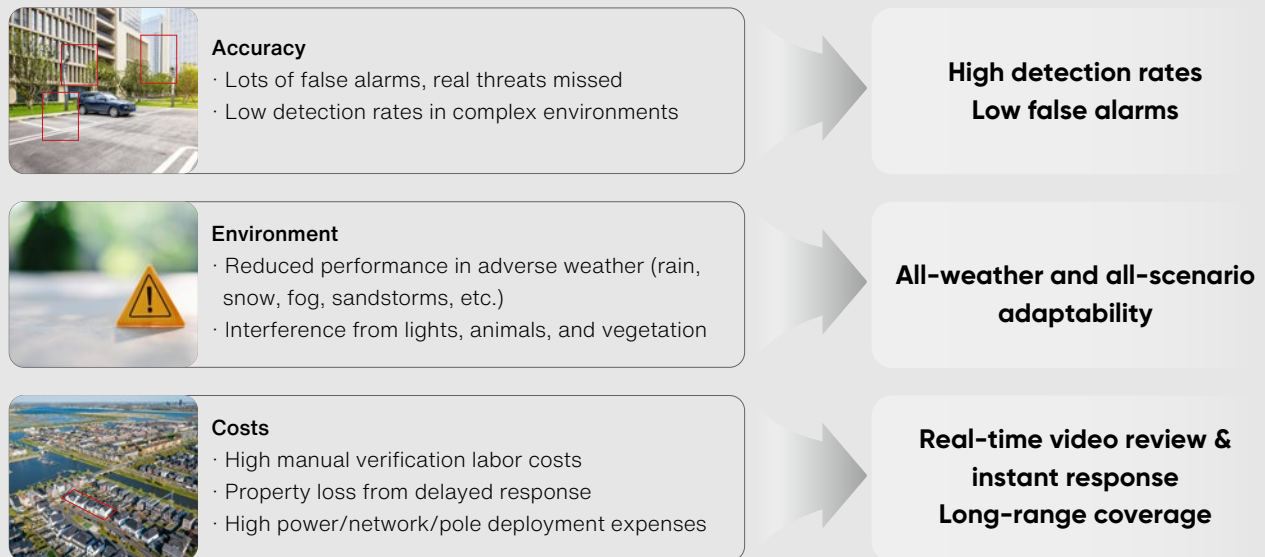 Accuracy
· Lots of false alarms, real threats missed
· Low detection rates in complex environments
High detection rates
Low false alarms
Environment
· Reduced performance in adverse weather (rain,
snow, fog, sandstorms, etc.)
· Interference from lights, animals, and vegetation
All-weather and all-scenario
adaptability
Costs
· High manual verification labor costs
· Property loss from delayed response
· High power/network/pole deployment expenses
Real-time video review &
instant response
Long-range coverage